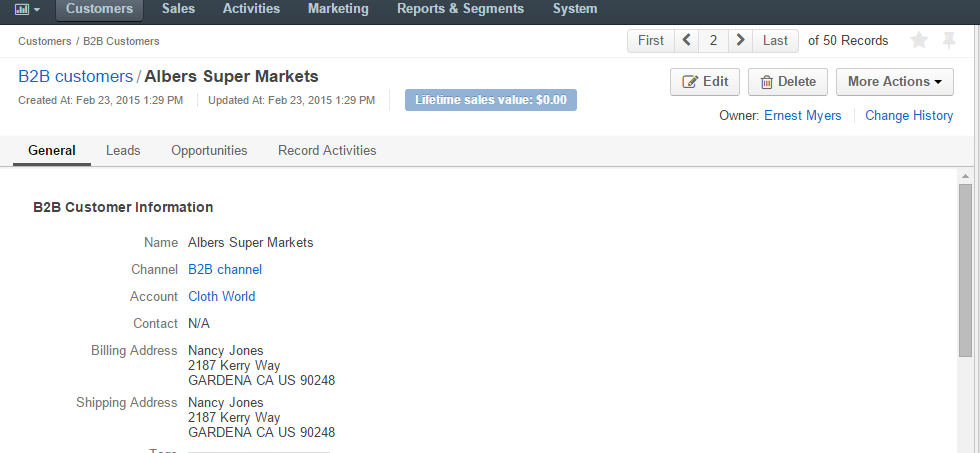 Customers Sales Activities Marketing Reports & Segments System
Customers / B2B Customers
First 2 Last of 50 Records
B2B customers / Albers Super Markets
Edit Delete More Actions
Created At: Feb 23, 2015 1:29 PM Updated At: Feb 23, 2015 1:29 PM Lifetime sales value: $0.00
Owner: Ernest Myers Change History
General Leads Opportunities Record Activities
B2B Customer Information
Name Albers Super Markets
Channel B2B channel
Account Cloth World
Contact N/A
Billing Address Nancy Jones
2187 Kerry Way
GARDENA CA US 90248
Shipping Address Nancy Jones
2187 Kerry Way
GARDENA CA US 90248